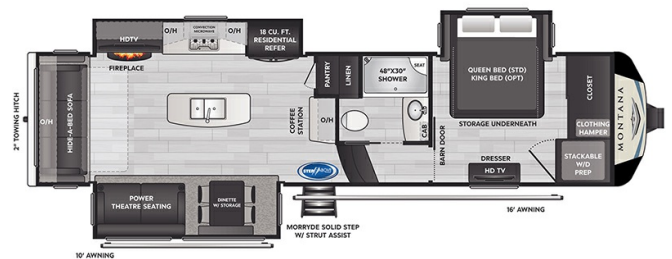 HDTV
CONVECTION
MICROWAVE
18 CU. FT.
RESIDENTIAL
REFER
O/H
FIREPLACE
PANTRY
LINEN
48"X30"
SHOWER
SEAT
QUEEN BED (STD)
KING BED (OPT)
CLOSET
2" TOWING HITCH
O/H
HIDE-A-BED SOFA
COFFEE
STATION
O/H
CAB
STORAGE UNDERNEATH
BARN DOOR
CLOTHING
HAMPER
MONTANA
STACKABLE
W/D
PREP
DRESSER
HD TV
POWER
THEATRE SEATING
DINETTE
W/ STORAGE
MORRYDE SOLID STEP
W/ STRUT ASSIST
16' AWNING
10' AWNING